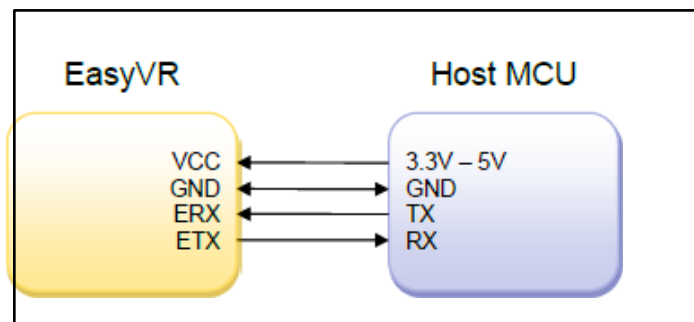 EasyVR
Host MCU
VCC
3.3V – 5V
GND
GND
ERX
TX
ETX
RX